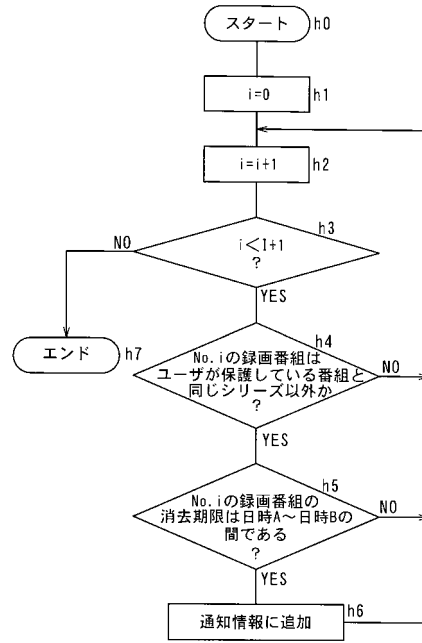 スタート h0
i=0 h1
i=i+1 h2
h3
NO
i<I+1
?
YES
エンド h7
h4
No.iの録画番組は
ユーザが保護している番組と
同じシリーズ以外か
?
NO
YES
h5
No.iの録画番組の
消去期限は日時A～日時Bの
間である
?
NO
YES
通知情報に追加 h6